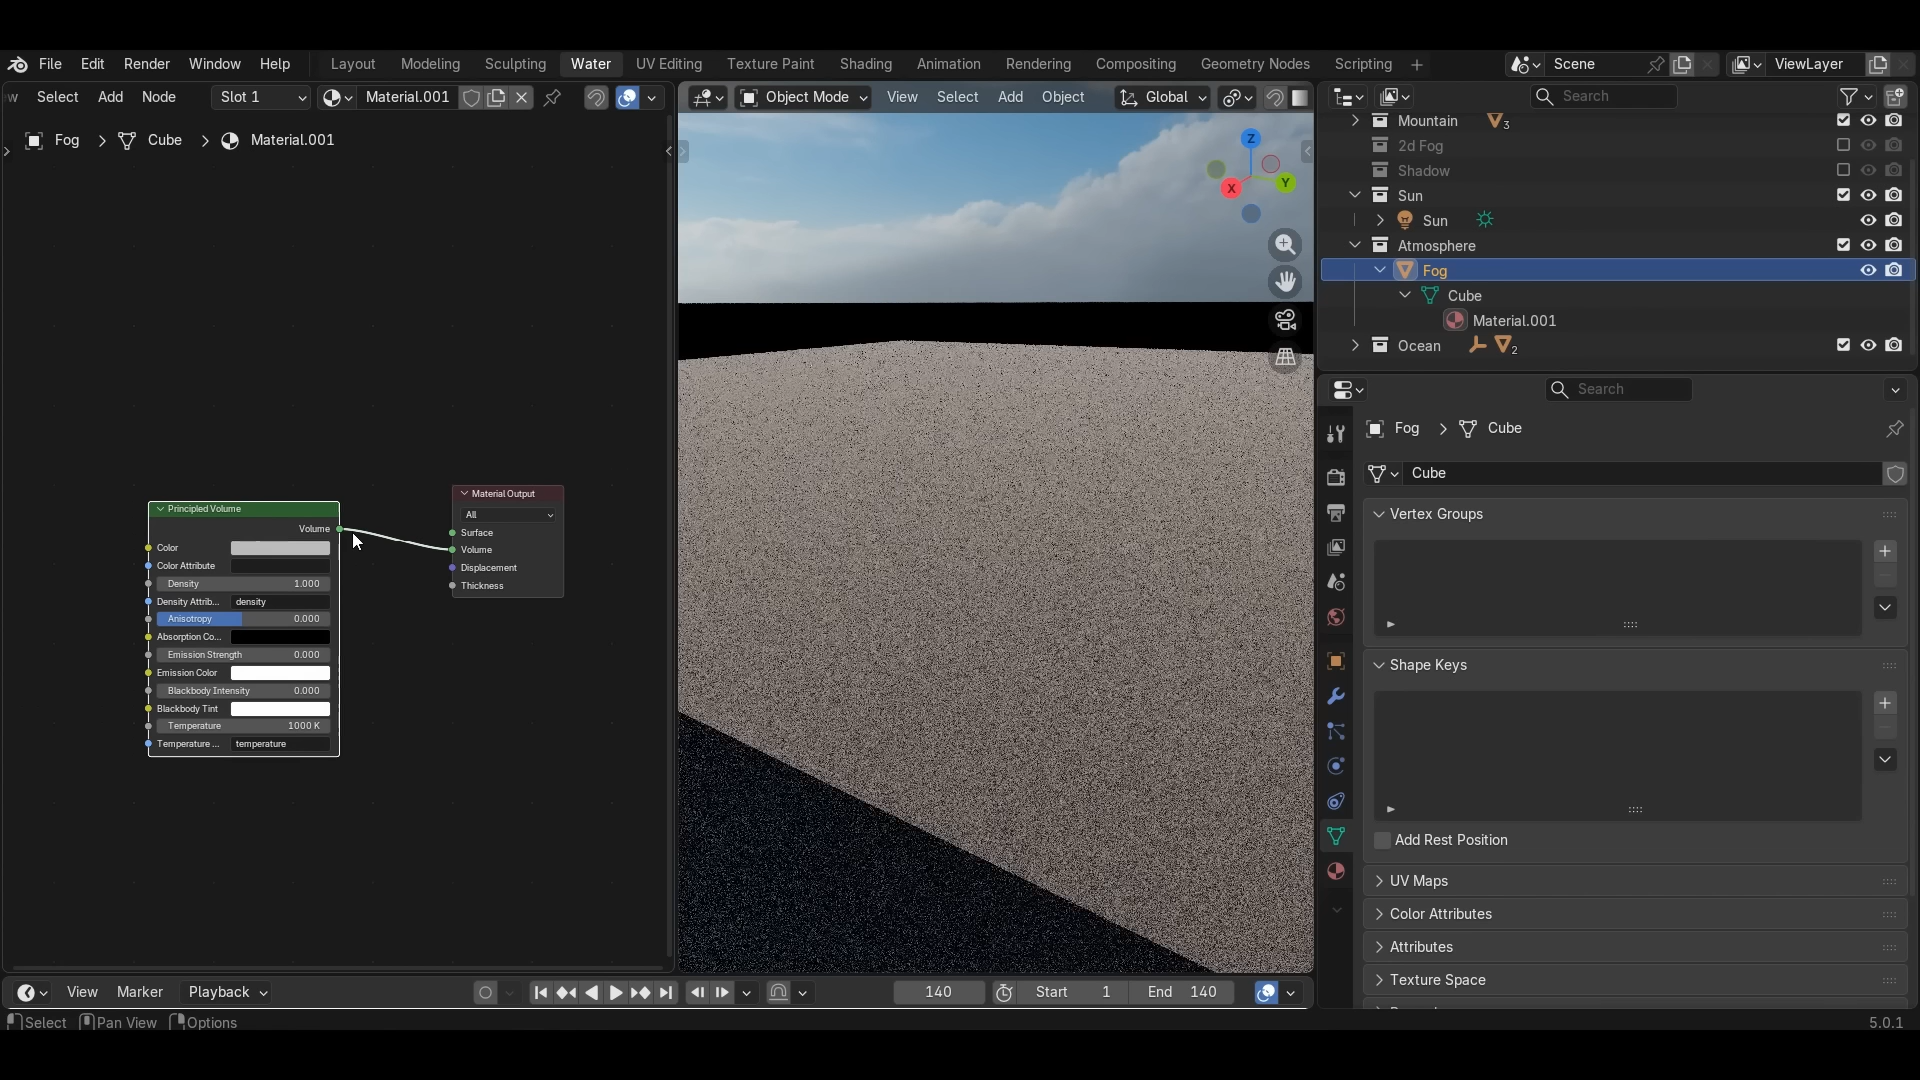 File Edit Render Window Help Layout Modeling Sculpting Water UV Editing Texture Paint Shading Animation Rendering Compositing Geometry Nodes Scripting Scene ViewLayer
Select Add Node Slot 1 Material.001 Object Mode View Select Add Object Global Search
Fog Cube Material.001
Z
Y
X
Mountain 3
2d Fog
Shadow
Sun
Sun
Atmosphere
Fog
Cube
Material.001
Ocean 2
Search
Fog Cube
Cube
Vertex Groups
Shape Keys
Add Rest Position
UV Maps
Color Attributes
Attributes
Texture Space
Principled Volume
Volume
Color
Color Attribute
Density 1.000
Density Attrib... density
Anisotropy 0.000
Absorption Co...
Emission Strength 0.000
Emission Color
Blackbody Intensity 0.000
Blackbody Tint
Temperature 1000 K
Temperature ... temperature
Material Output
All
Surface
Volume
Displacement
Thickness
View Marker Playback 140 Start 1 End 140
Select Pan View Options 5.0.1